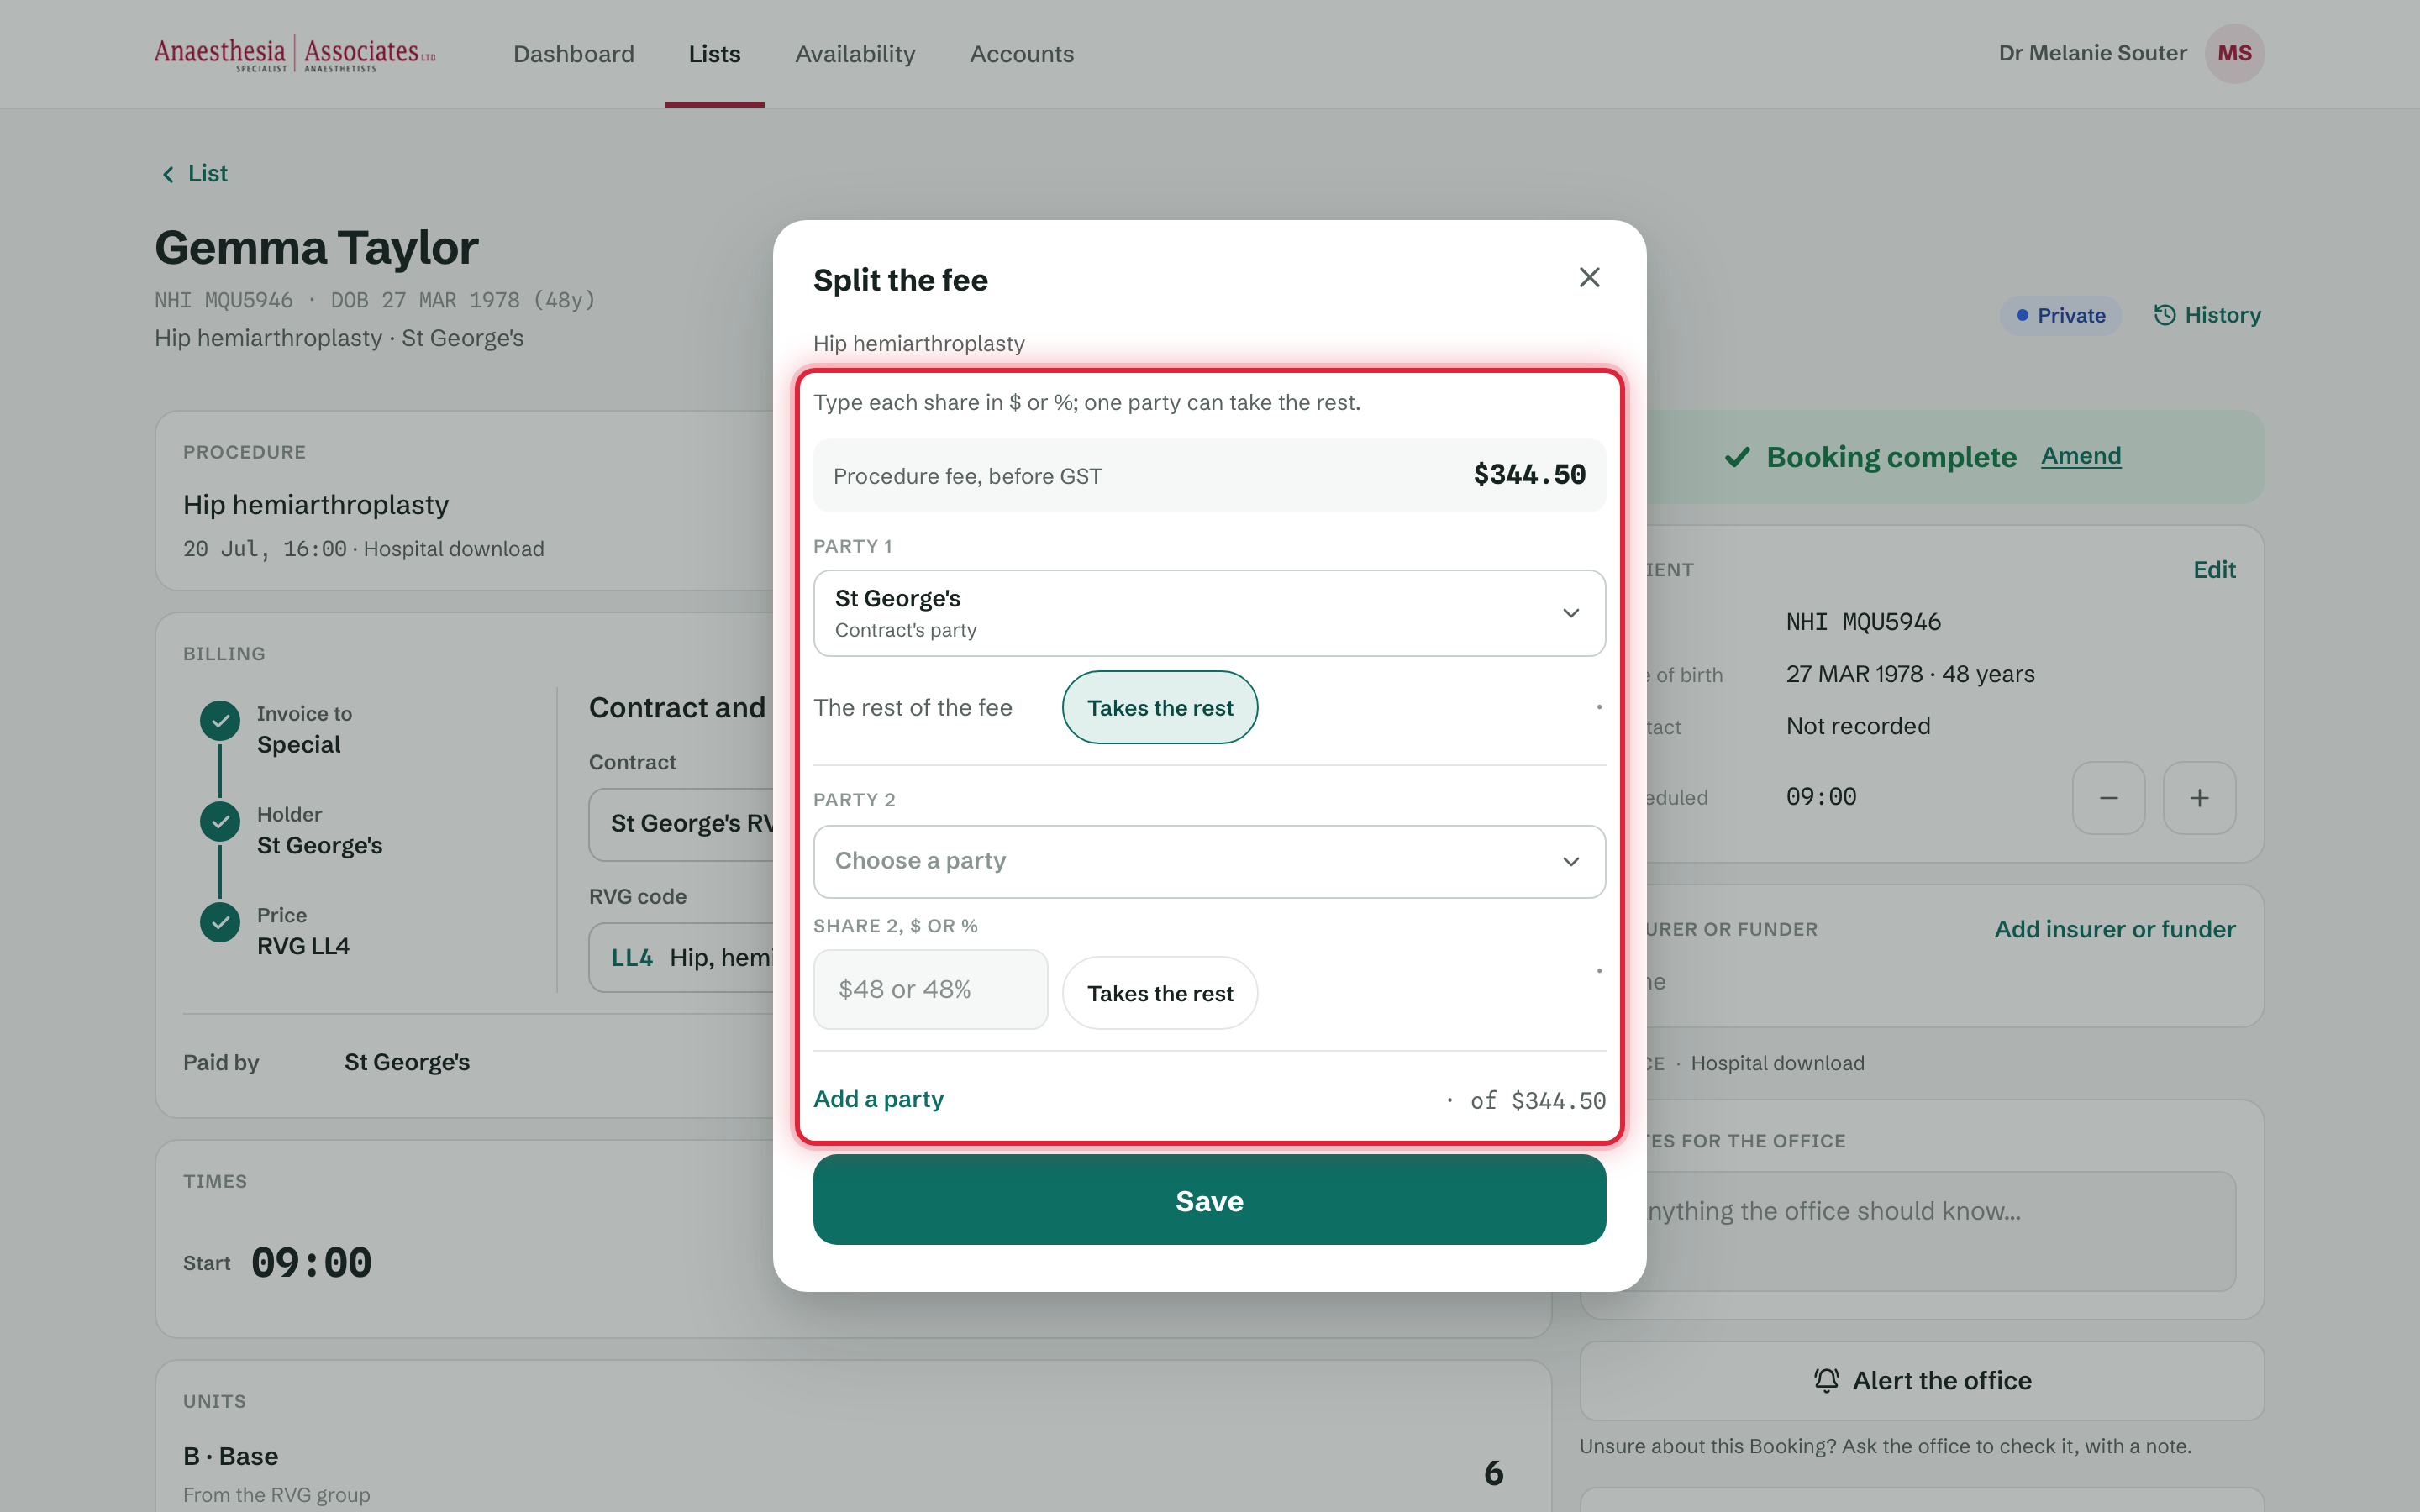 Anaesthesia Associates LTD
SPECIALIST ANAESTHETISTS
Dashboard
Lists
Availability
Accounts
Dr Melanie Souter
MS
List
Gemma Taylor
NHI MQU5946 · DOB 27 MAR 1978 (48y)
Hip hemiarthroplasty · St George's
Private
History
PROCEDURE
Hip hemiarthroplasty
20 Jul, 16:00 · Hospital download
BILLING
Invoice to
Special
Holder
St George's
Price
RVG LL4
Contract and
Contract
St George's RV
RVG code
LL4 Hip, hemi
Paid by St George's
TIMES
Start 09:00
UNITS
B · Base
From the RVG group
6
Split the fee
Hip hemiarthroplasty
Type each share in $ or %; one party can take the rest.
Procedure fee, before GST $344.50
PARTY 1
St George's
Contract's party
The rest of the fee Takes the rest ·
PARTY 2
Choose a party
SHARE 2, $ OR %
$48 or 48% Takes the rest ·
Add a party · of $344.50
Save
Booking complete Amend
IENT Edit
NHI MQU5946
e of birth 27 MAR 1978 · 48 years
tact Not recorded
eduled 09:00
URER OR FUNDER Add insurer or funder
ne
CE · Hospital download
TES FOR THE OFFICE
nything the office should know...
Alert the office
Unsure about this Booking? Ask the office to check it, with a note.